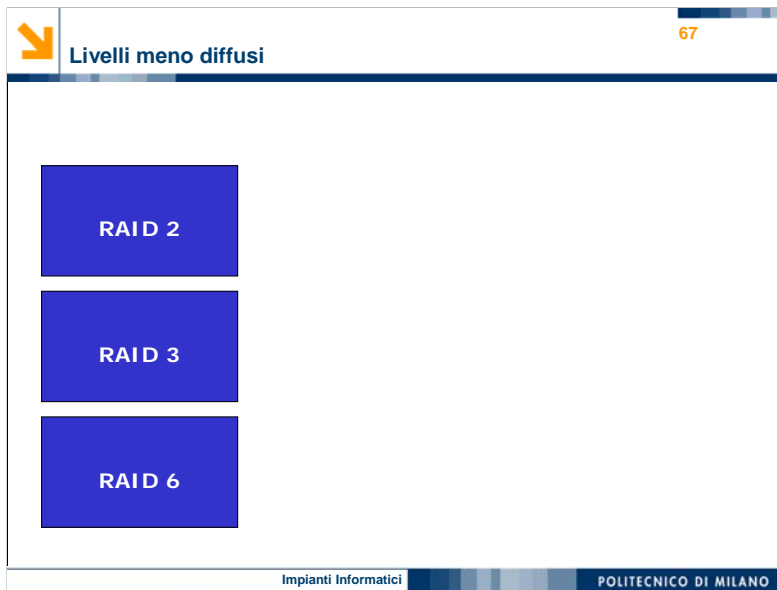 67
Livelli meno diffusi
RAID 2
RAID 3
RAID 6
Impianti Informatici
POLITECNICO DI MILANO